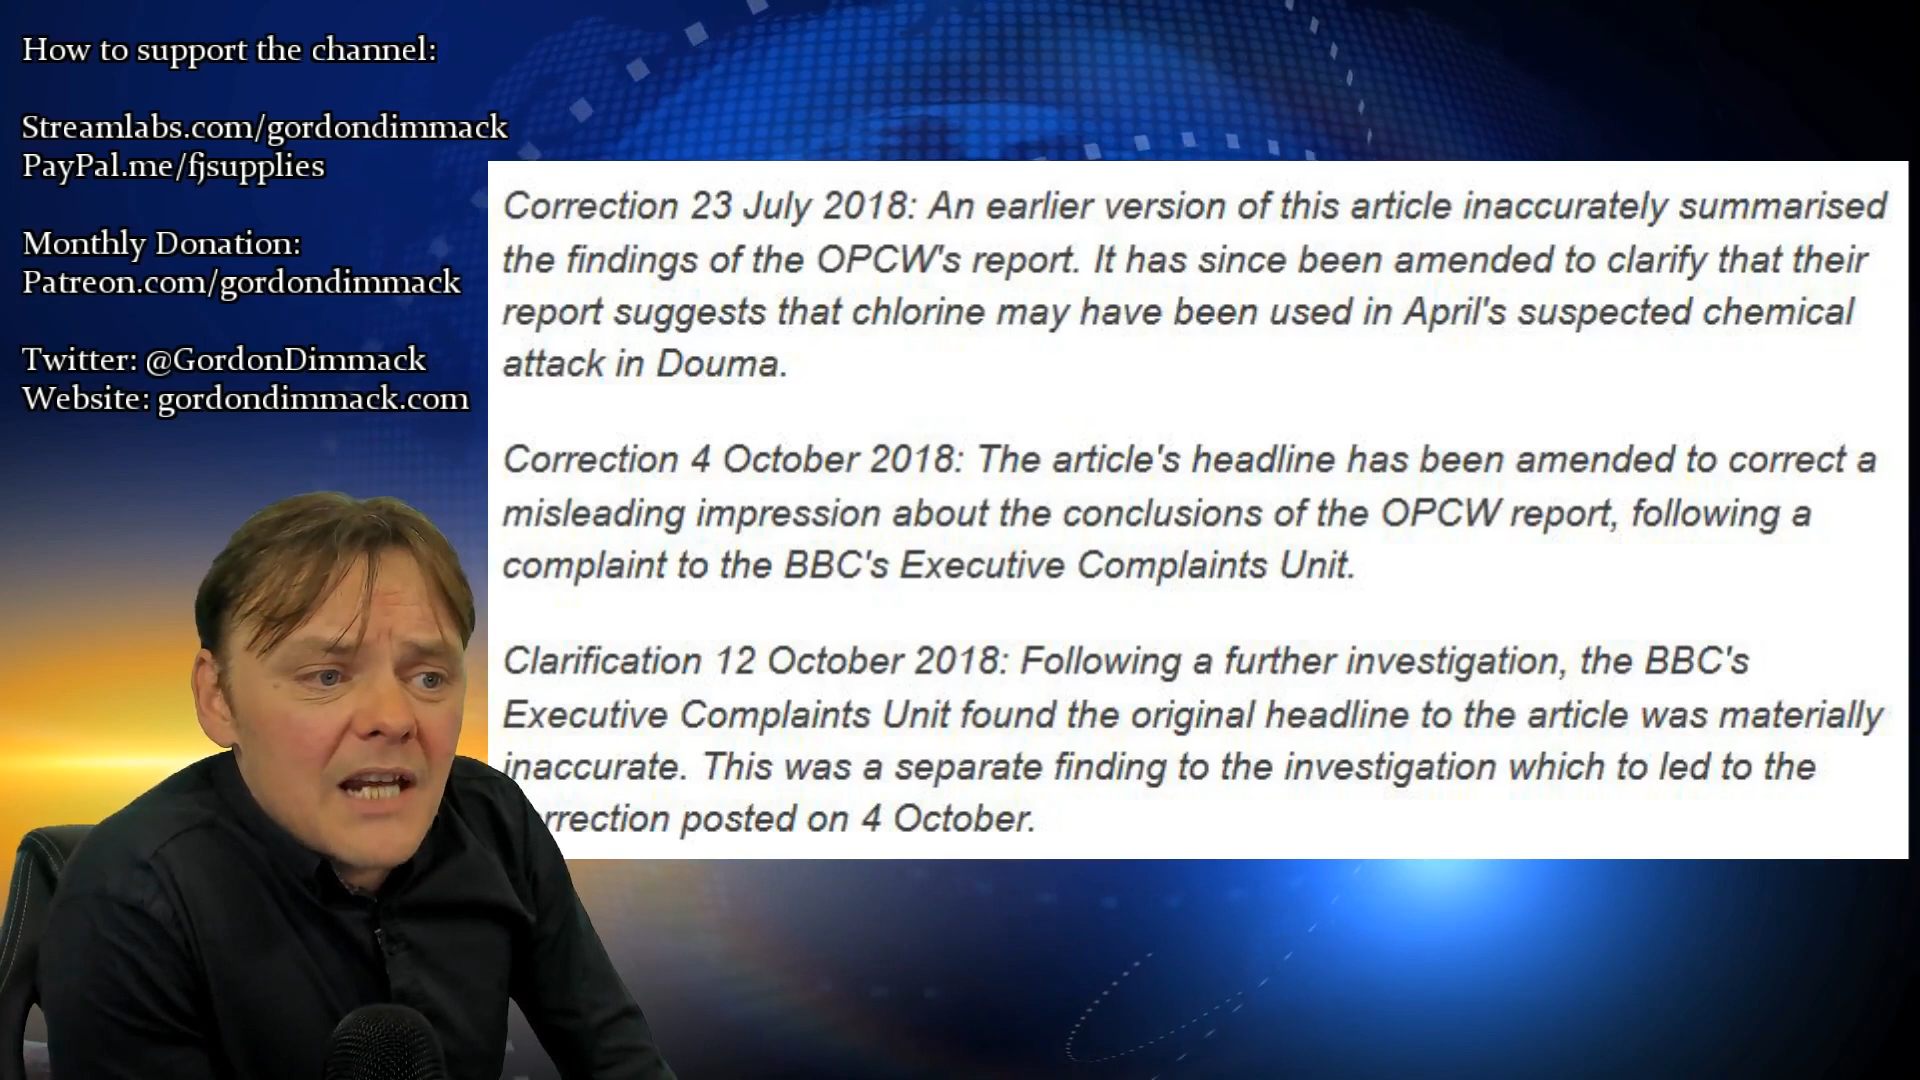 How to support the channel:
Streamlabs.com/gordondimmack
PayPal.me/fjsupplies
Monthly Donation:
Patreon.com/gordondimmack
Twitter: @GordonDimmack
Website: gordondimmack.com
Correction 23 July 2018: An earlier version of this article inaccurately summarised
the findings of the OPCW's report. It has since been amended to clarify that their
report suggests that chlorine may have been used in April's suspected chemical
attack in Douma.
Correction 4 October 2018: The article's headline has been amended to correct a
misleading impression about the conclusions of the OPCW report, following a
complaint to the BBC's Executive Complaints Unit.
Clarification 12 October 2018: Following a further investigation, the BBC's
Executive Complaints Unit found the original headline to the article was materially
inaccurate. This was a separate finding to the investigation which to led to the
rrection posted on 4 October.